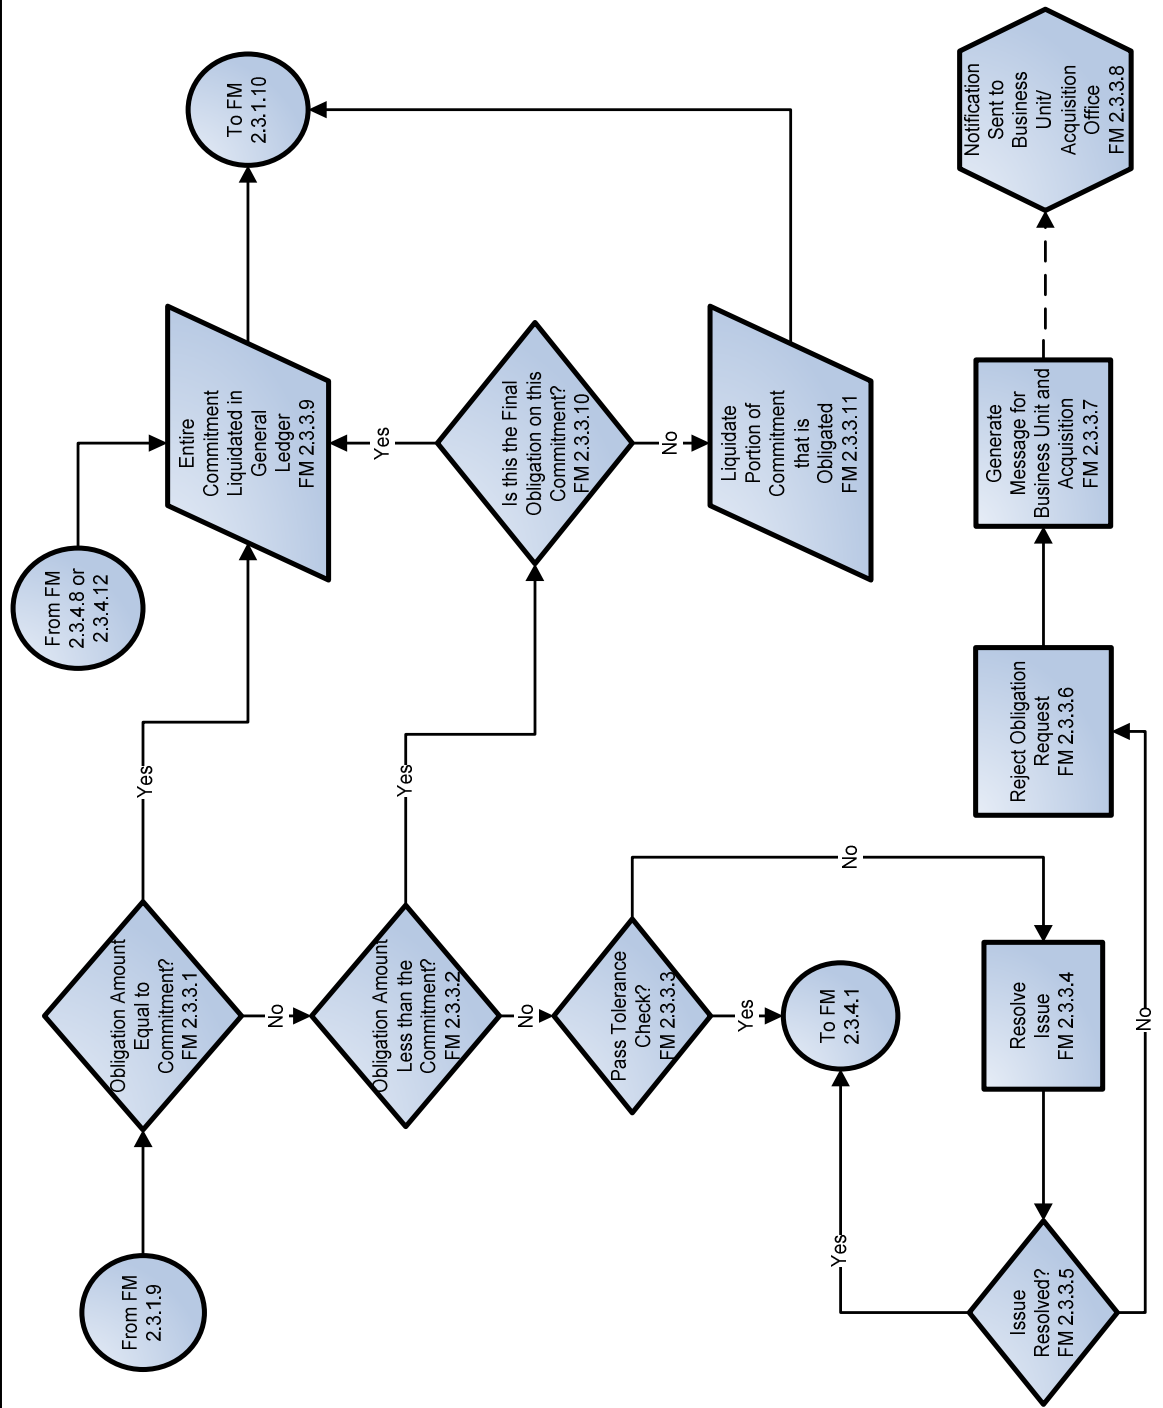 From FM
2.3.1.9
Obligation Amount
Equal to
Commitment?
FM 2.3.3.1
Yes
No
From FM
2.3.4.8 or
2.3.4.12
Entire
Commitment
Liquidated in
General
Ledger
FM 2.3.3.9
To FM
2.3.1.10
Obligation Amount
Less than the
Commitment?
FM 2.3.3.2
Yes
No
Is this the Final
Obligation on this
Commitment?
FM 2.3.3.10
Yes
No
Pass Tolerance
Check?
FM 2.3.3.3
No
Yes
Liquidate
Portion of
Commitment
that is
Obligated
FM 2.3.3.11
To FM
2.3.4.1
Yes
Issue
Resolved?
FM 2.3.3.5
Resolve
Issue
FM 2.3.3.4
No
Reject Obligation
Request
FM 2.3.3.6
Generate
Message for
Business Unit and
Acquisition
FM 2.3.3.7
Notification
Sent to
Business
Unit/
Acquisition
Office
FM 2.3.3.8